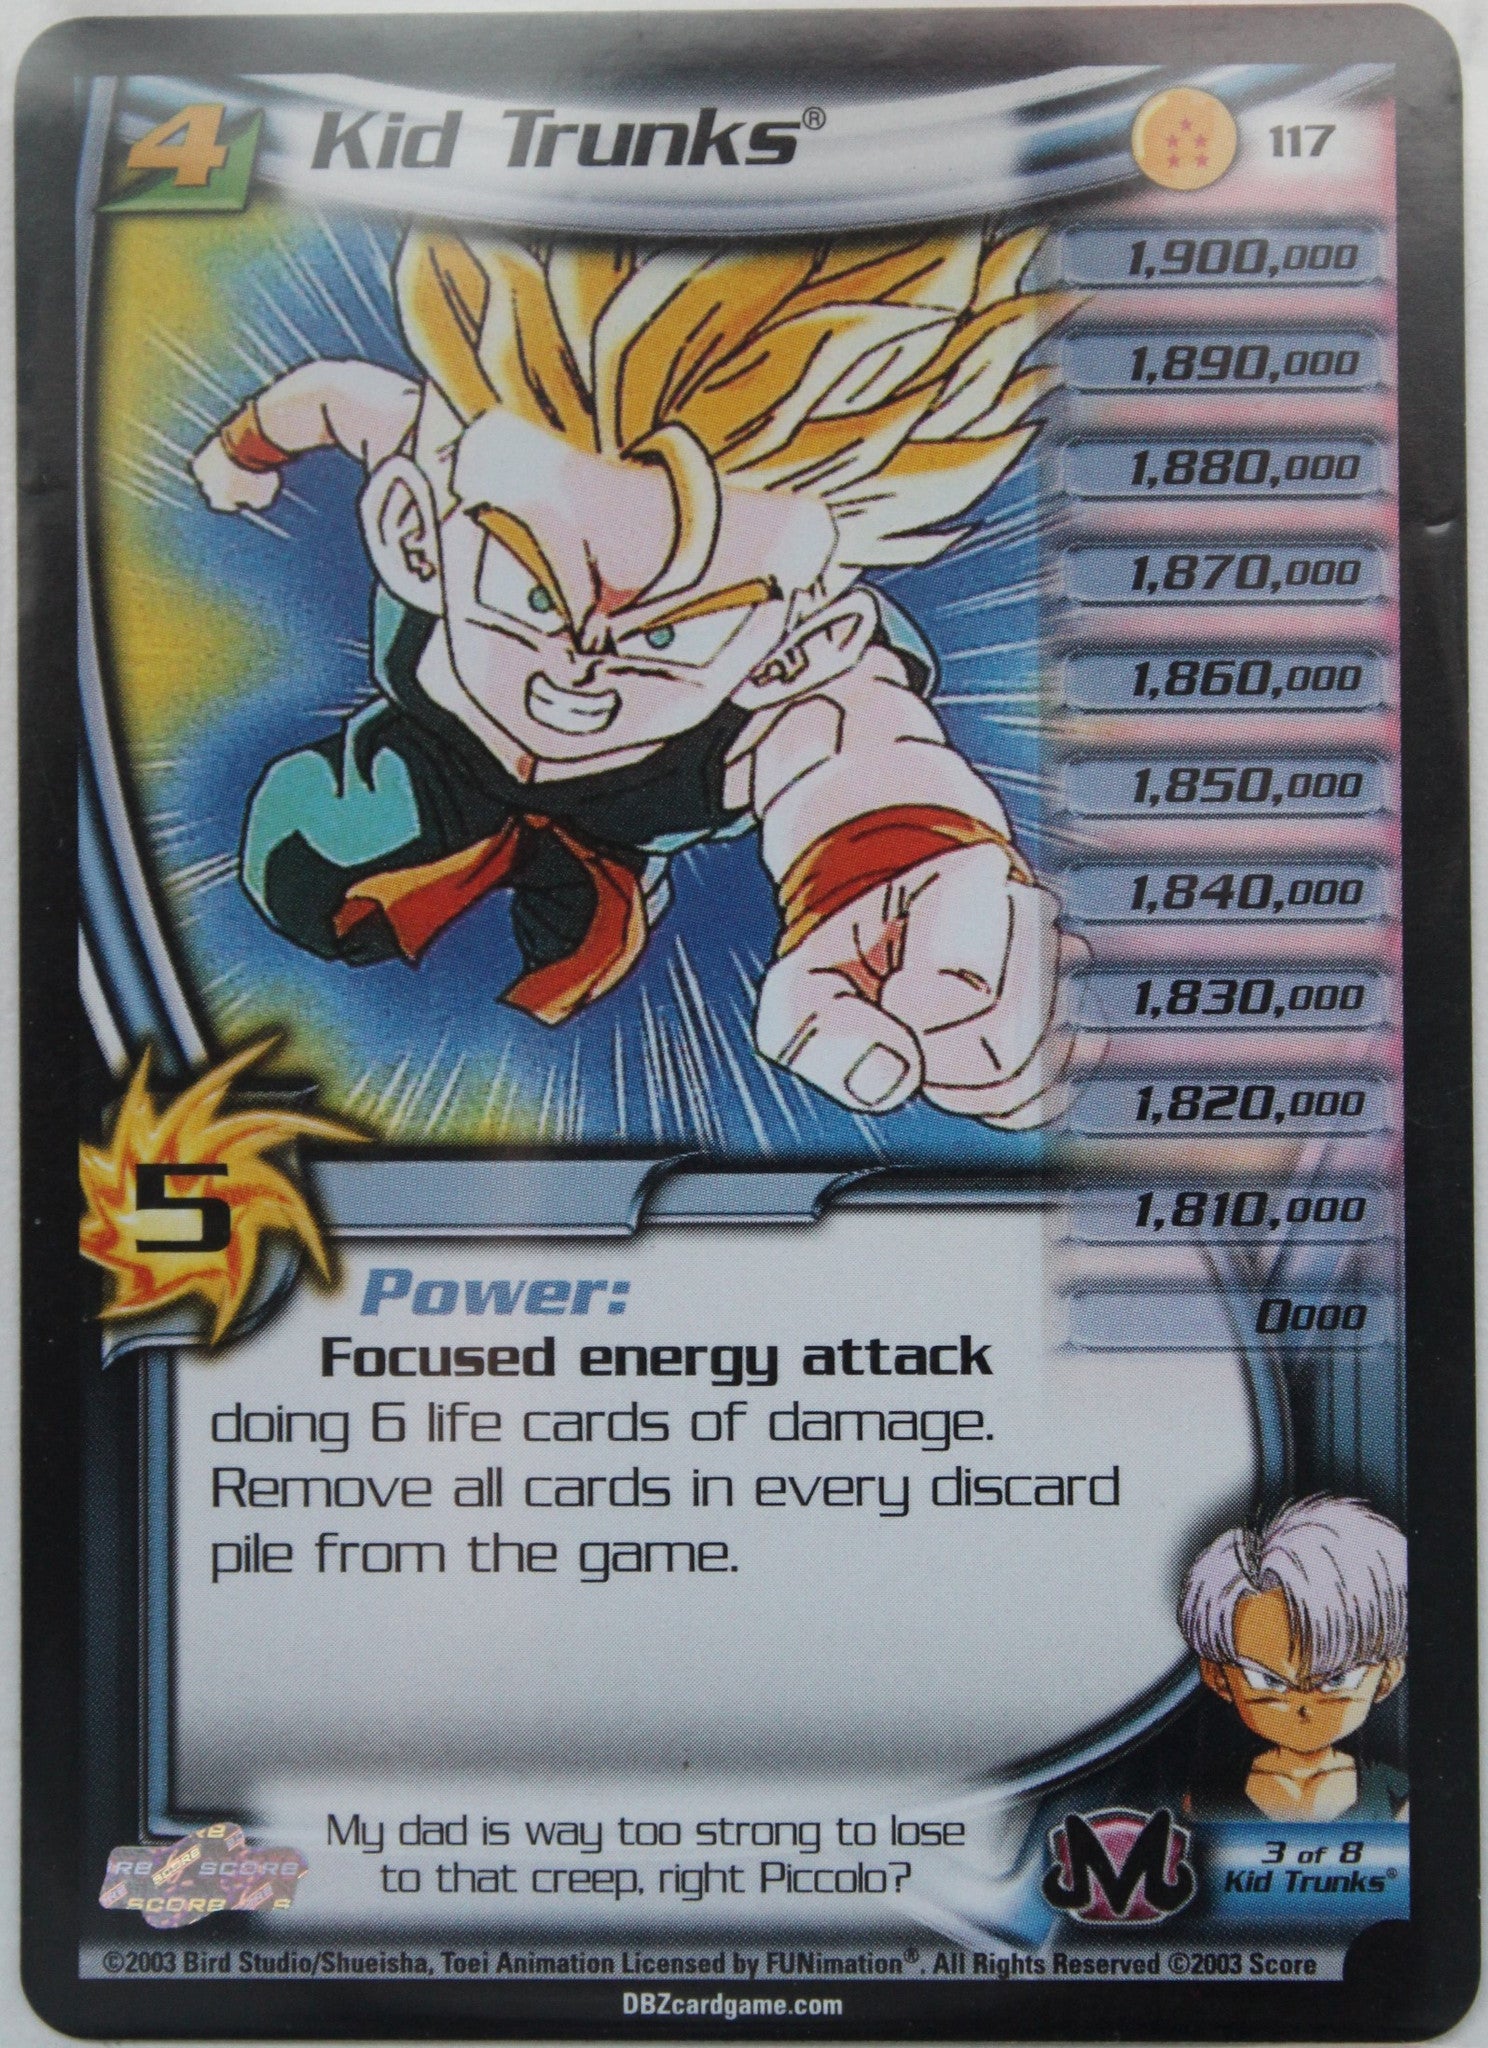 4 Kid Trunks® 117
1,900,000
1,890,000
1,880,000
1,870,000
1,860,000
1,850,000
1,840,000
1,830,000
1,820,000
1,810,000
0000
5
Power:
Focused energy attack
doing 6 life cards of damage.
Remove all cards in every discard
pile from the game.
My dad is way too strong to lose
to that creep, right Piccolo?
SCORE
SCORE
M
3 of 8
Kid Trunks®
©2003 Bird Studio/Shueisha, Toei Animation Licensed by FUNimation®. All Rights Reserved ©2003 Score
DBZcardgame.com